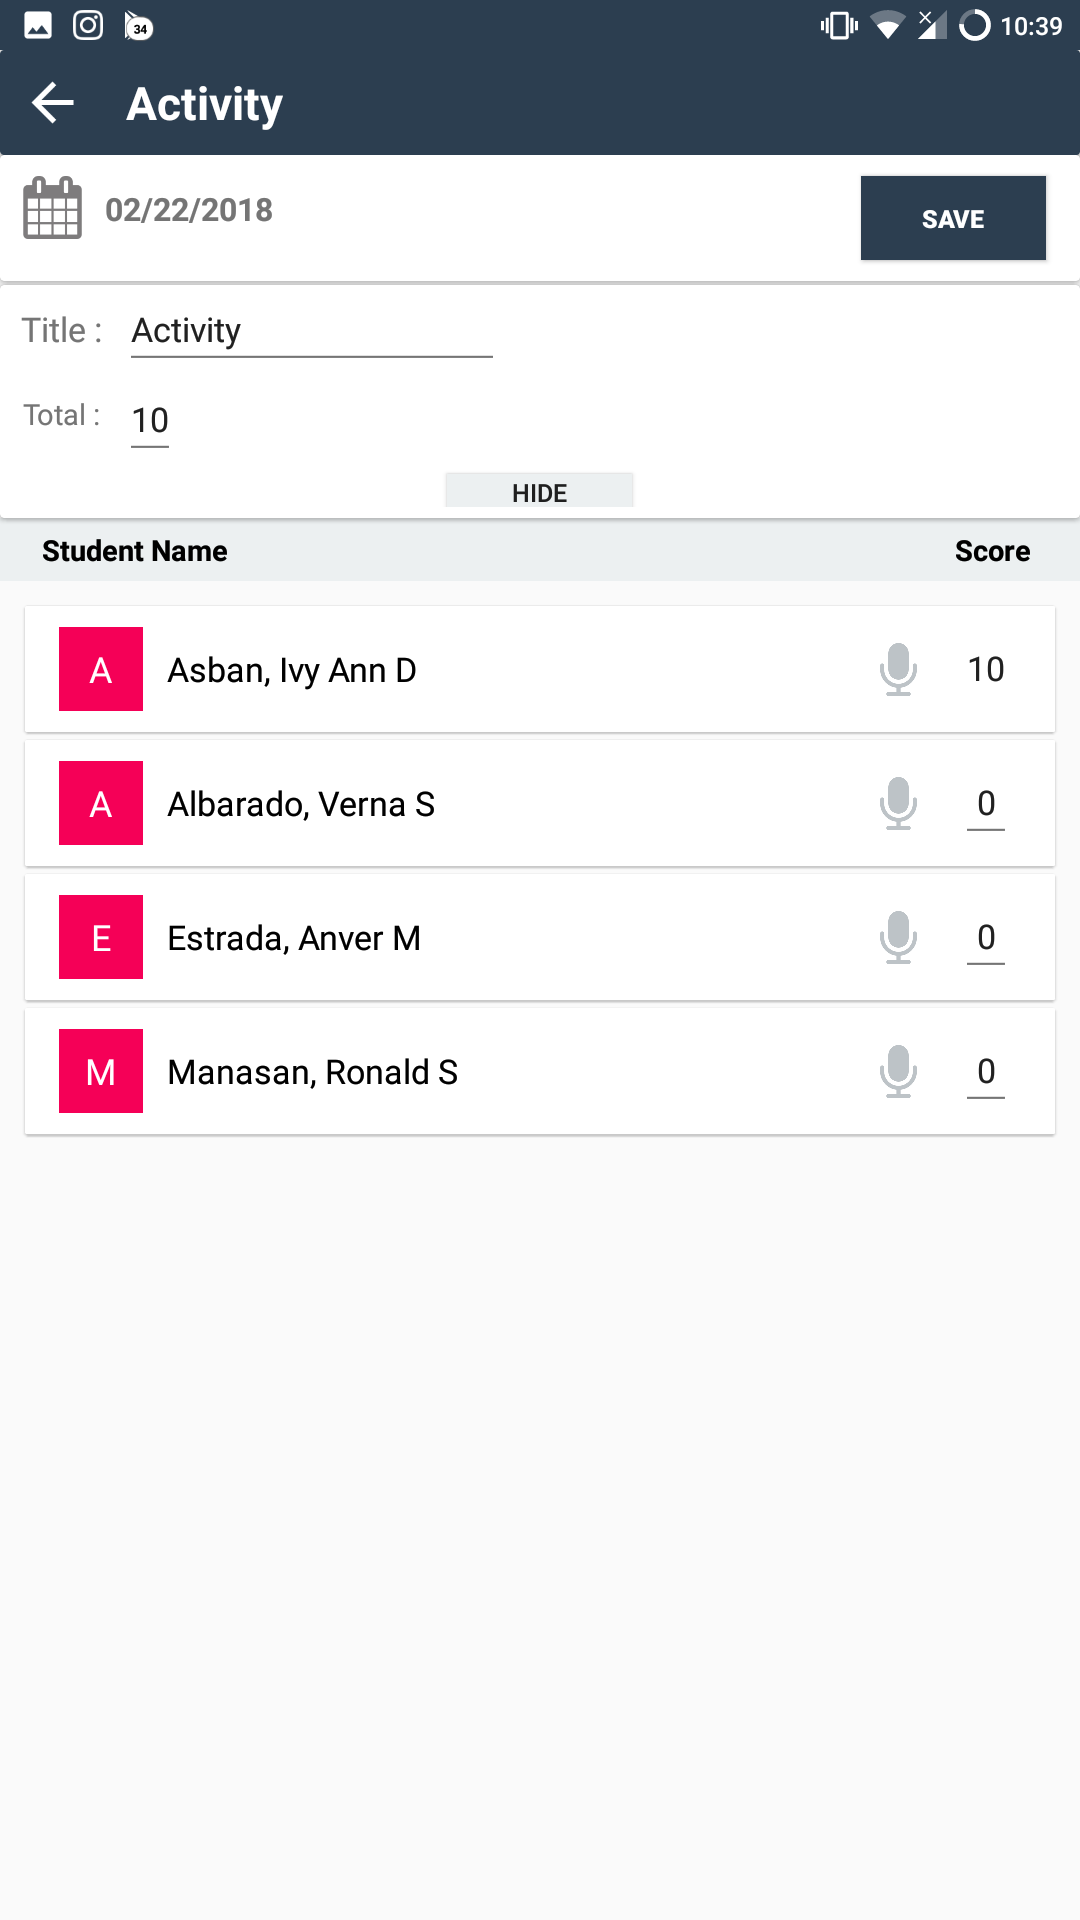 34 10:39
Activity
02/22/2018 SAVE
Title : Activity
Total : 10
HIDE
Student Name Score
A Asban, Ivy Ann D 10
A Albarado, Verna S 0
E Estrada, Anver M 0
M Manasan, Ronald S 0